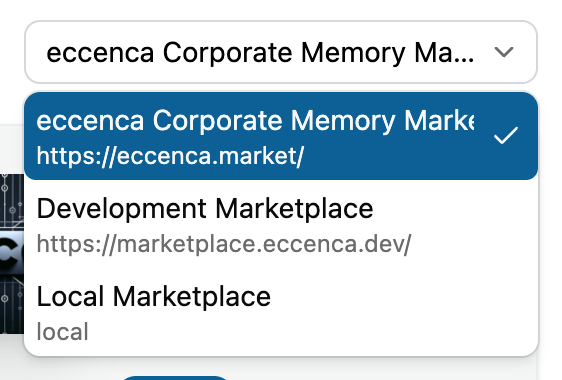 eccenca Corporate Memory Ma...
eccenca Corporate Memory Marke
https://eccenca.market/
Development Marketplace
https://marketplace.eccenca.dev/
Local Marketplace
local